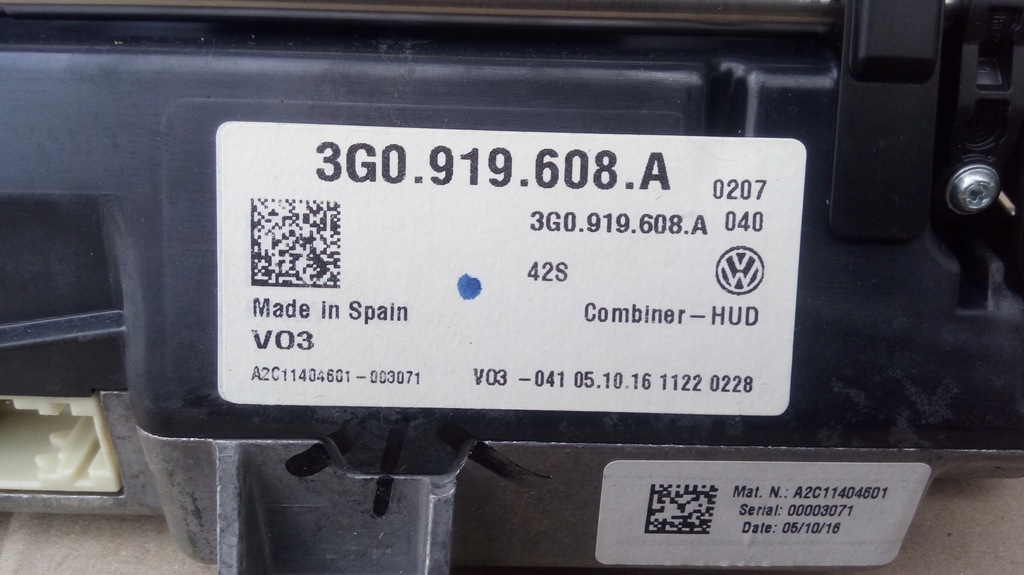 3G0.919.608.A
0207
3G0.919.608.A 040
42S
Made in Spain
Combiner-HUD
V03
A2C11404601-003071
V03 -041 05.10.16 1122 0228
Mat. N.: A2C11404601
Serial: 00003071
Date: 05/10/16